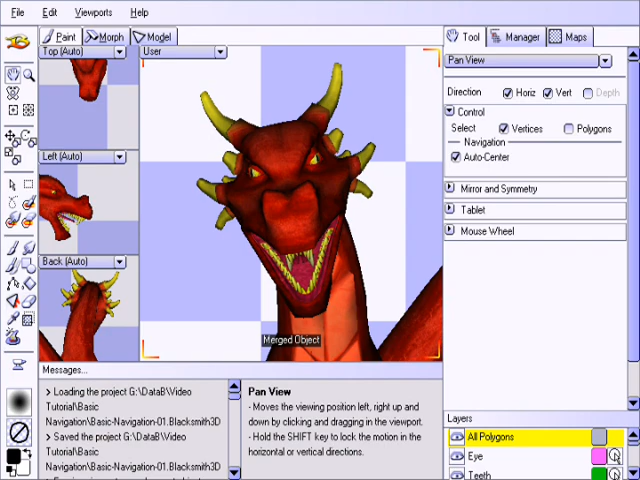 File Edit Viewports Help
Paint Morph Model
Tool Manager Maps
Top (Auto)
User
Pan View
Direction Horiz Vert Depth
Control
Select Vertices Polygons
Navigation
Auto-Center
Left (Auto)
Mirror and Symmetry
Tablet
Mouse Wheel
Back (Auto)
Merged Object
Messages...
> Loading the project G:\DataB\Video
Tutorial\Basic
Navigation\Basic-Navigation-01.Blacksmith3D
> Saved the project G:\DataB\Video
Tutorial\Basic
Navigation\Basic-Navigation-01.Blacksmith3D
Pan View
- Moves the viewing position left, right up and
down by clicking and dragging in the viewport.
- Hold the SHIFT key to lock the motion in the
horizontal or vertical directions.
Layers
All Polygons
Eye
Teeth